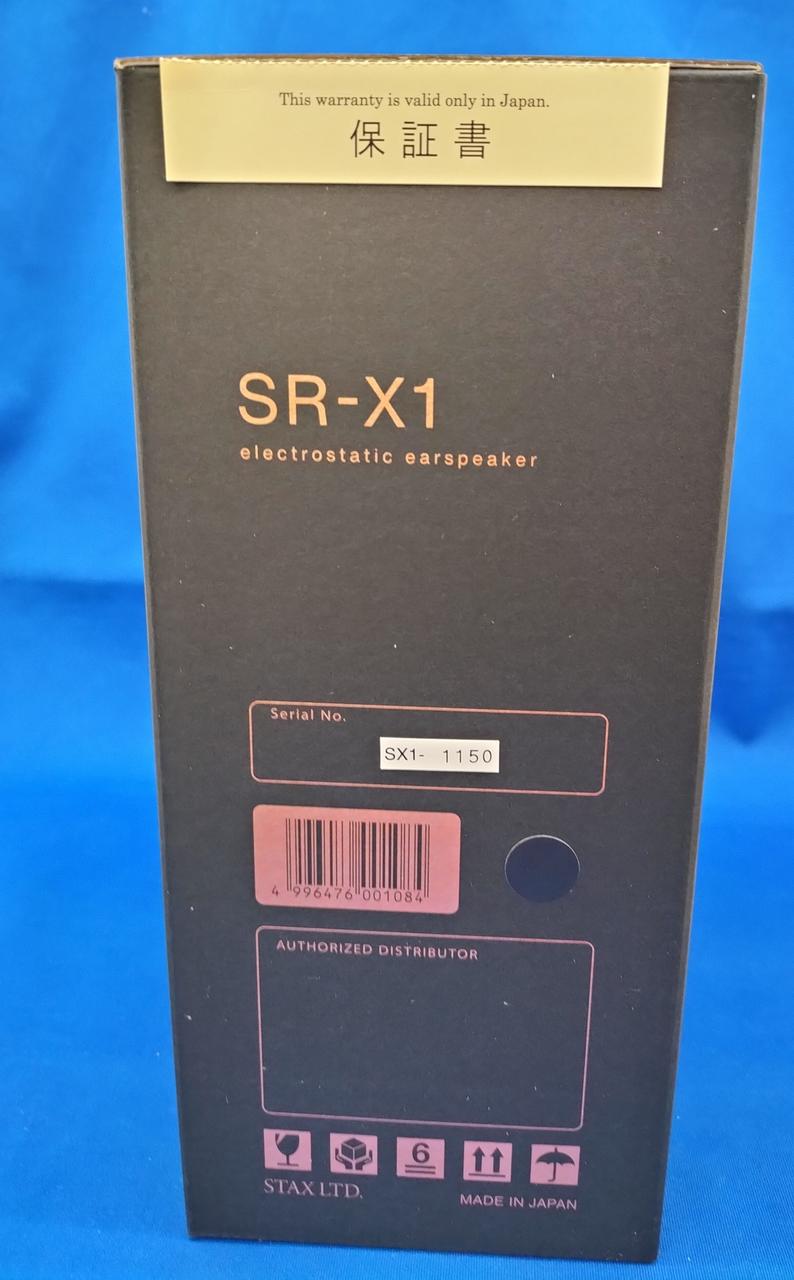 This warranty is valid only in Japan.
保証書
SR-X1
electrostatic earspeaker
Serial No.
SX1- 1150
4 996476 001084
AUTHORIZED DISTRIBUTOR
6
STAX LTD.
MADE IN JAPAN